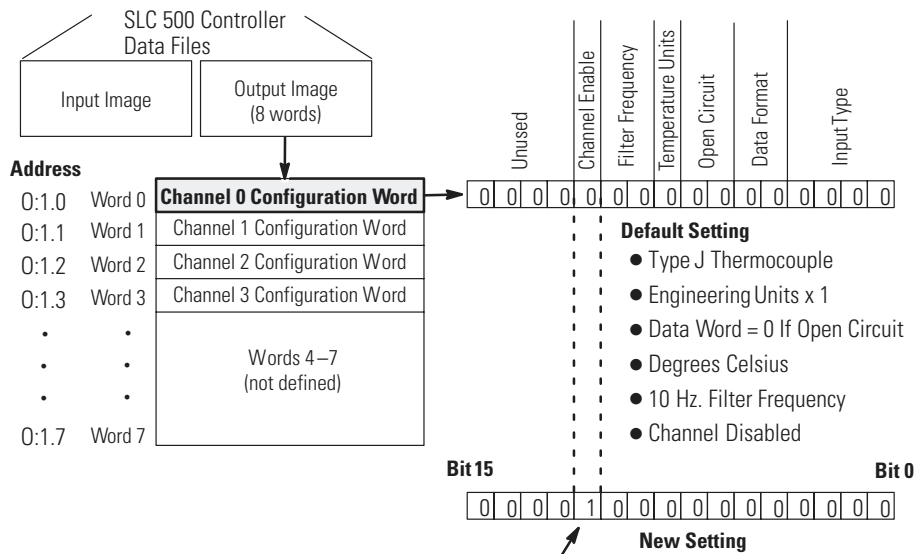 SLC 500 Controller
Data Files
Input Image
Output Image
(8 words)
Unused
Channel Enable
Filter Frequency
Temperature Units
Open Circuit
Data Format
Input Type
Address
O:1.0 Word 0 Channel 0 Configuration Word
0 0 0 0 0 0 0 0 0 0 0 0 0 0 0 0
O:1.1 Word 1 Channel 1 Configuration Word
O:1.2 Word 2 Channel 2 Configuration Word
O:1.3 Word 3 Channel 3 Configuration Word
Words 4–7
(not defined)
O:1.7 Word 7
Default Setting
● Type J Thermocouple
● Engineering Units x 1
● Data Word = 0 If Open Circuit
● Degrees Celsius
● 10 Hz. Filter Frequency
● Channel Disabled
Bit 15
Bit 0
0 0 0 0 1 0 0 0 0 0 0 0 0 0 0 0
New Setting